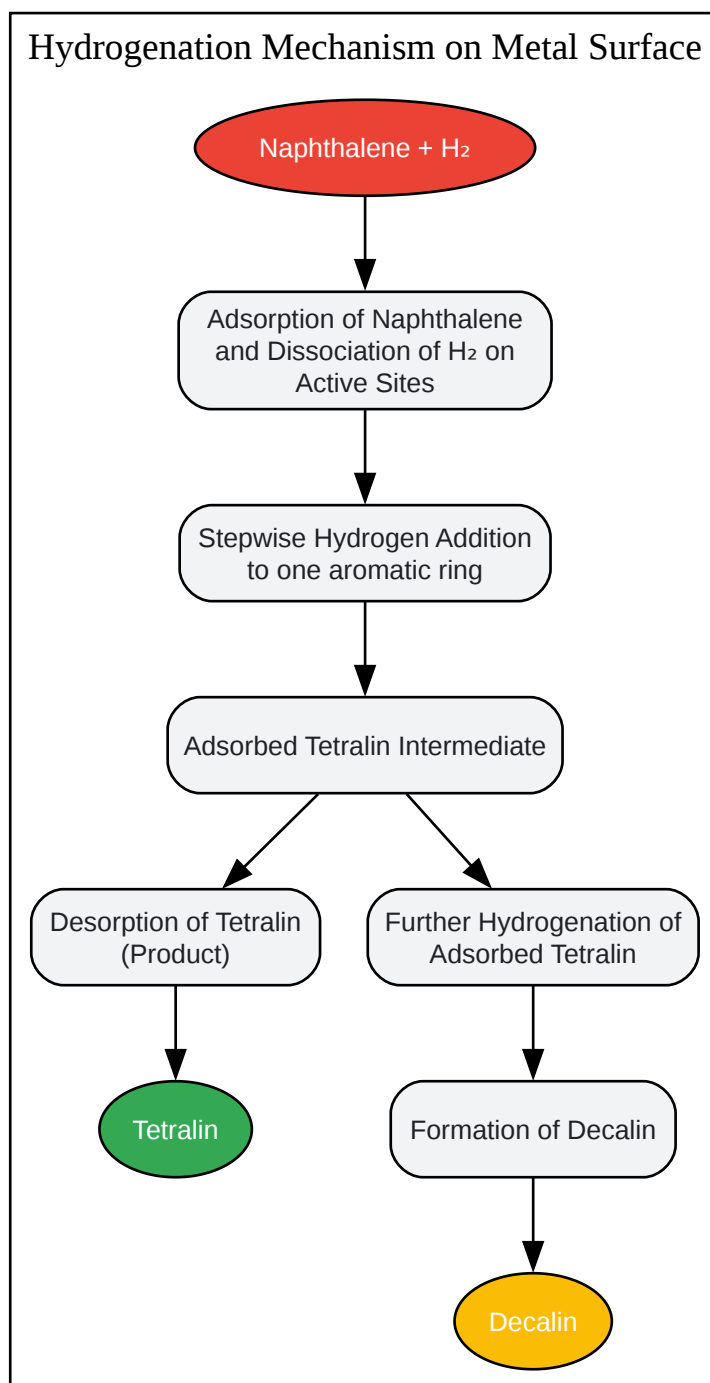 Hydrogenation Mechanism on Metal Surface
Naphthalene + H₂
Adsorption of Naphthalene
and Dissociation of H₂ on
Active Sites
Stepwise Hydrogen Addition
to one aromatic ring
Adsorbed Tetralin Intermediate
Desorption of Tetralin
(Product)
Further Hydrogenation of
Adsorbed Tetralin
Tetralin
Formation of Decalin
Decalin